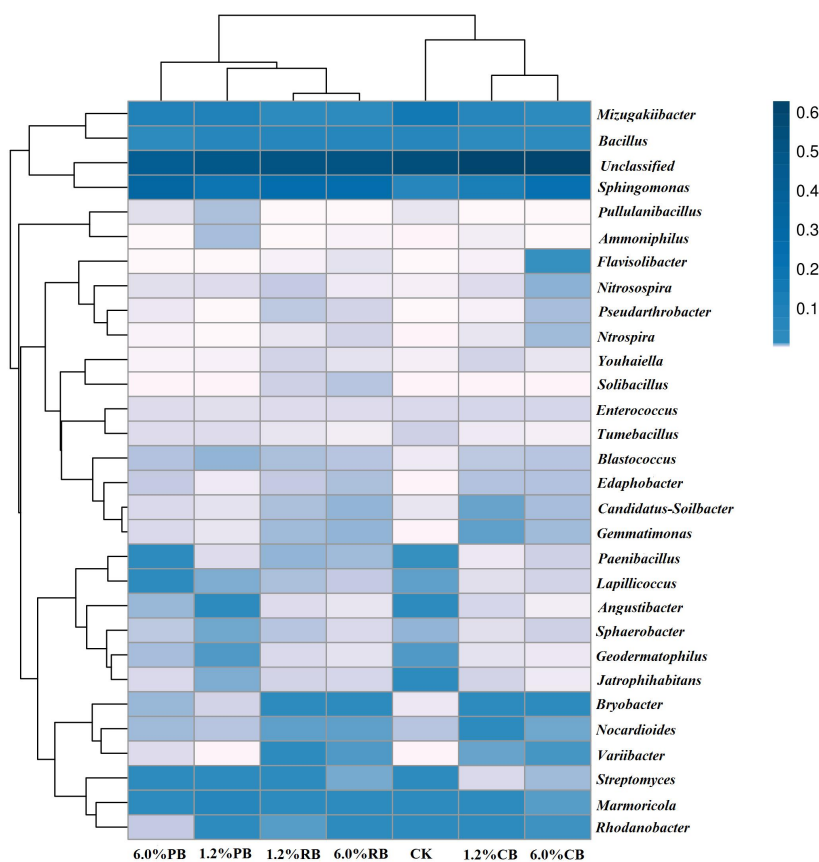 Mizugakiibacter
Bacillus
Unclassified
Sphingomonas
Pullulanibacillus
Ammoniphilus
Flavisolibacter
Nitrosospira
Pseudarthrobacter
Ntrospira
Youhaiella
Solibacillus
Enterococcus
Tumebacillus
Blastococcus
Edaphobacter
Candidatus-Soilbacter
Gemmatimonas
Paenibacillus
Lapillicoccus
Angustibacter
Sphaerobacter
Geodermatophilus
Jatrophihabitans
Bryobacter
Nocardioides
Variibacter
Streptomyces
Marmoricola
Rhodanobacter
6.0%PB 1.2%PB 1.2%RB 6.0%RB CK 1.2%CB 6.0%CB
0.6
0.5
0.4
0.3
0.2
0.1